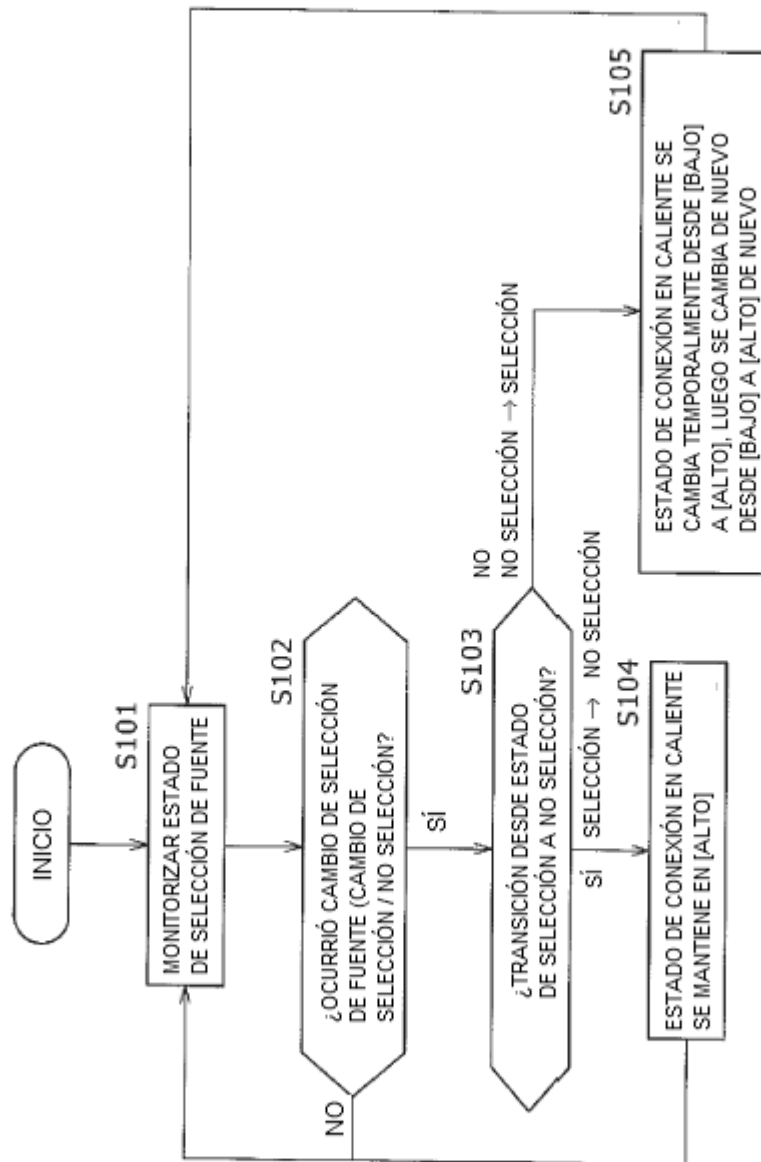 INICIO
S101
MONITORIZAR ESTADO
DE SELECCIÓN DE FUENTE
S102
¿OCURRIÓ CAMBIO DE SELECCIÓN
DE FUENTE (CAMBIO DE
SELECCIÓN / NO SELECCIÓN?
NO
SÍ
S103
¿TRANSICIÓN DESDE ESTADO
DE SELECCIÓN A NO SELECCIÓN?
NO
NO SELECCIÓN → SELECCIÓN
SÍ SELECCIÓN → NO SELECCIÓN
S104
ESTADO DE CONEXIÓN EN CALIENTE
SE MANTIENE EN [ALTO]
S105
ESTADO DE CONEXIÓN EN CALIENTE SE
CAMBIA TEMPORALMENTE DESDE [BAJO]
A [ALTO], LUEGO SE CAMBIA DE NUEVO
DESDE [BAJO] A [ALTO] DE NUEVO